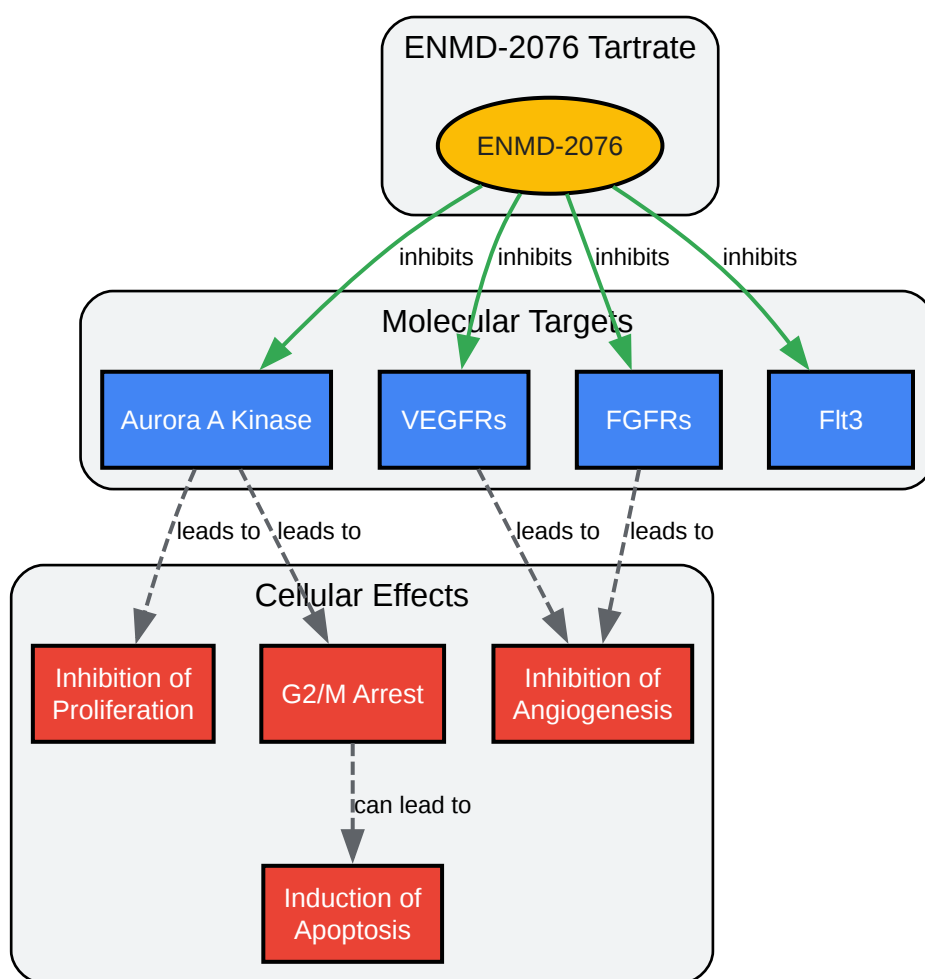 ENMD-2076 Tartrate
ENMD-2076
inhibits
inhibits
inhibits
inhibits
Molecular Targets
Aurora A Kinase
VEGFRs
FGFRs
Flt3
leads to
leads to
leads to
leads to
Cellular Effects
Inhibition of
Proliferation
G2/M Arrest
Inhibition of
Angiogenesis
can lead to
Induction of
Apoptosis